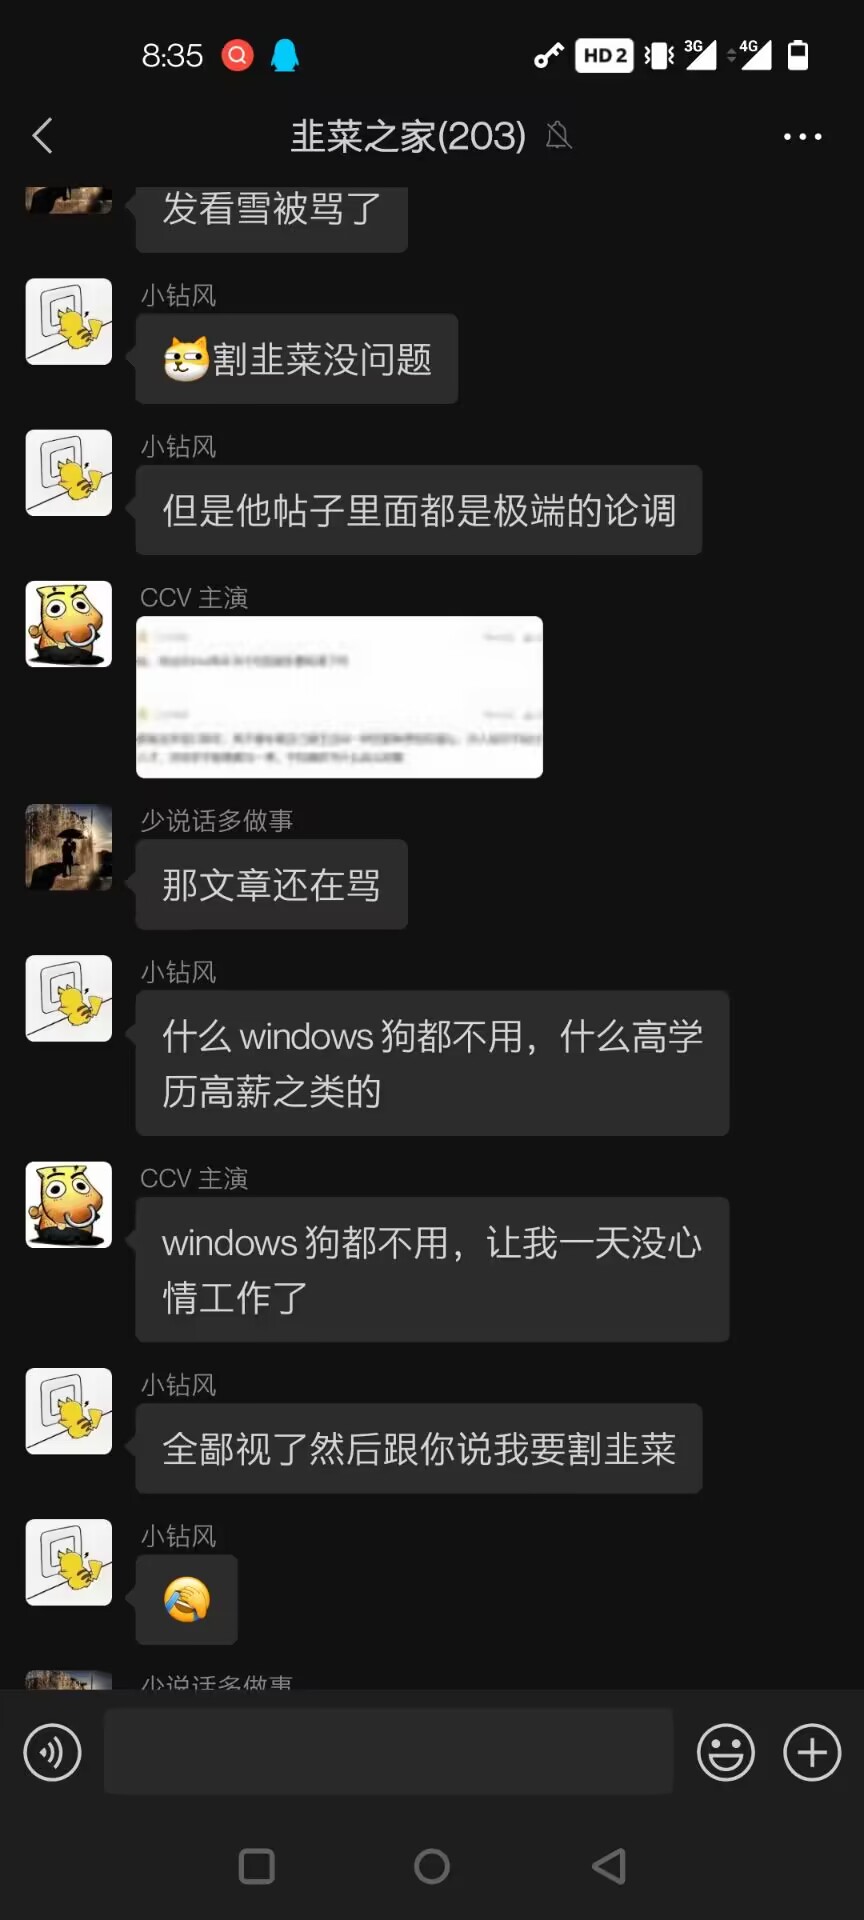 8:35
HD 2
3G
4G
韭菜之家(203)
发看雪被骂了
小钻风
割韭菜没问题
小钻风
但是他帖子里面都是极端的论调
CCV 主演
少说话多做事
那文章还在骂
小钻风
什么 windows 狗都不用，什么高学
历高薪之类的
CCV 主演
windows 狗都不用，让我一天没心
情工作了
小钻风
全鄙视了然后跟你说我要割韭菜
小钻风
少说话多做事